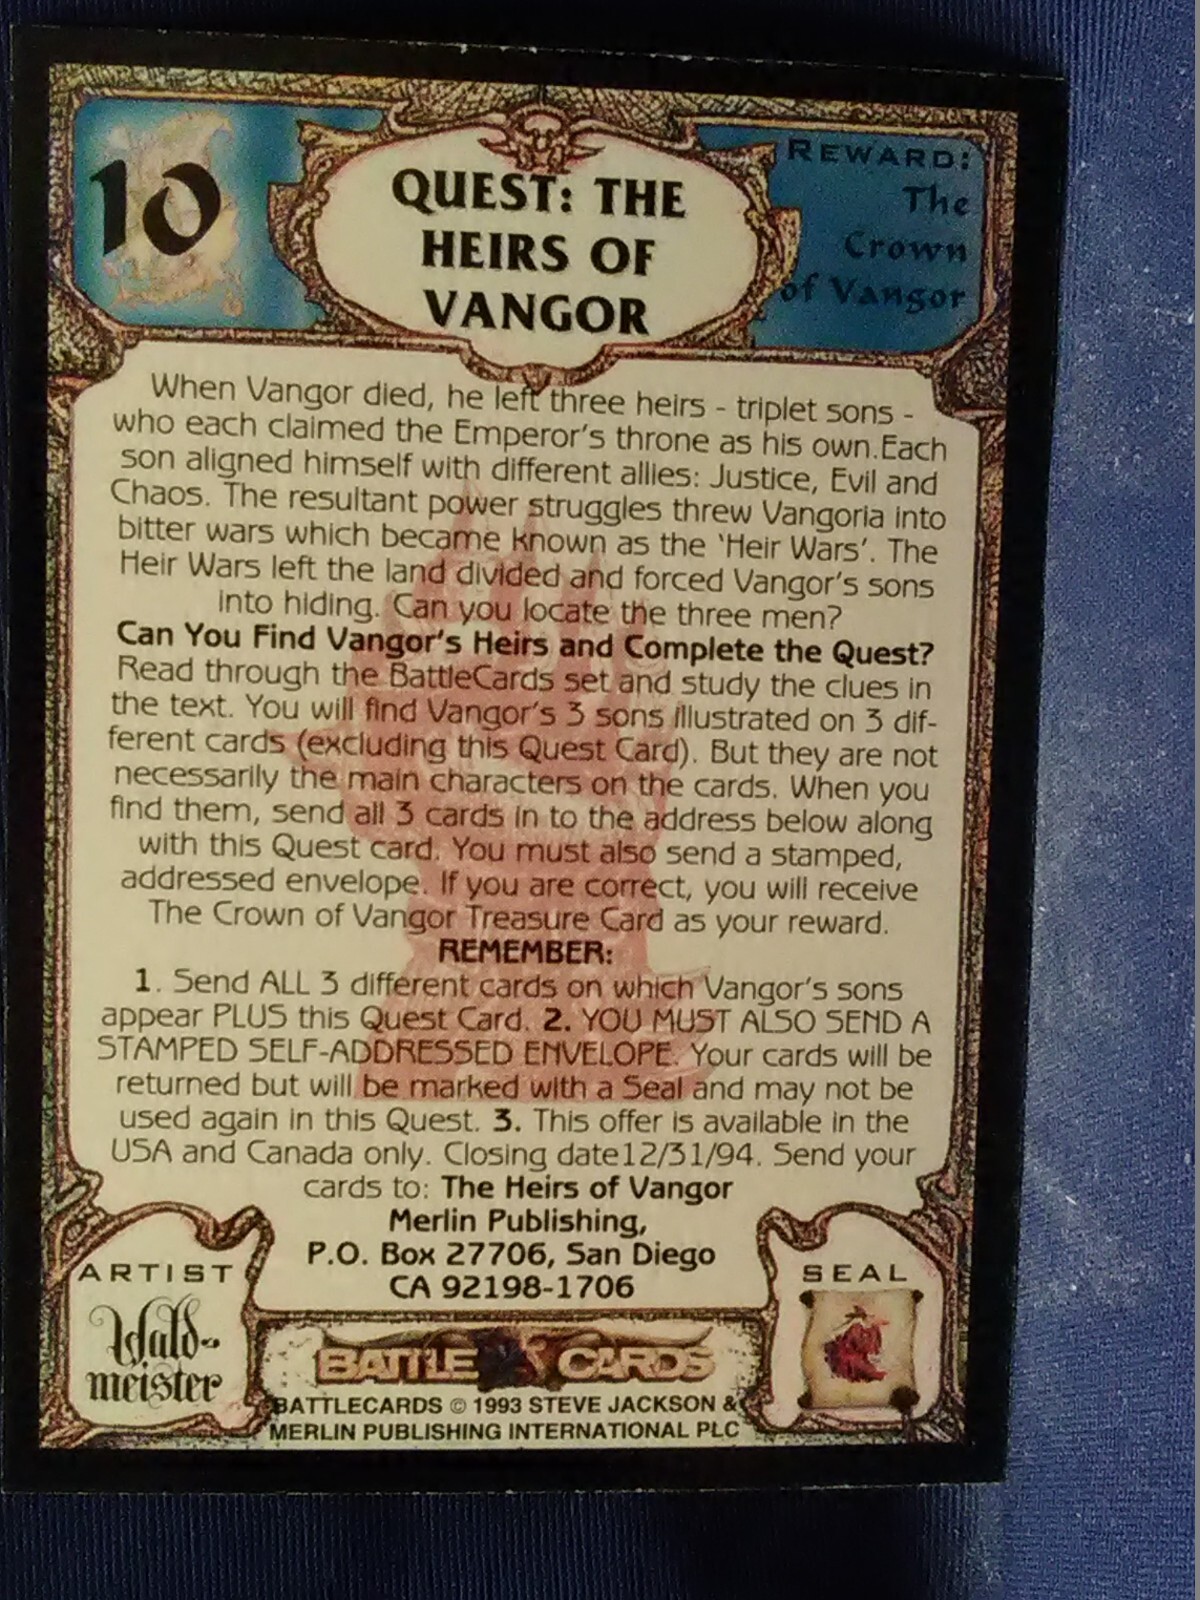 10
QUEST: THE
HEIRS OF
VANGOR
REWARD:
The
Crown
of Vangor
When Vangor died, he left three heirs - triplet sons -
who each claimed the Emperor's throne as his own.Each
son aligned himself with different allies: Justice, Evil and
Chaos. The resultant power struggles threw Vangoria into
bitter wars which became known as the 'Heir Wars'. The
Heir Wars left the land divided and forced Vangor's sons
into hiding. Can you locate the three men?
Can You Find Vangor's Heirs and Complete the Quest?
Read through the BattleCards set and study the clues in
the text. You will find Vangor's 3 sons illustrated on 3 dif-
ferent cards (excluding this Quest Card). But they are not
necessarily the main characters on the cards. When you
find them, send all 3 cards in to the address below along
with this Quest card. You must also send a stamped,
addressed envelope. If you are correct, you will receive
The Crown of Vangor Treasure Card as your reward.
REMEMBER:
1. Send ALL 3 different cards on which Vangor's sons
appear PLUS this Quest Card. 2. YOU MUST ALSO SEND A
STAMPED SELF-ADDRESSED ENVELOPE. Your cards will be
returned but will be marked with a Seal and may not be
used again in this Quest. 3. This offer is available in the
USA and Canada only. Closing date12/31/94. Send your
cards to: The Heirs of Vangor
Merlin Publishing,
P.O. Box 27706, San Diego
CA 92198-1706
ARTIST
Wald-
meister
SEAL
BATTLE CARDS
BATTLECARDS © 1993 STEVE JACKSON &
MERLIN PUBLISHING INTERNATIONAL PLC